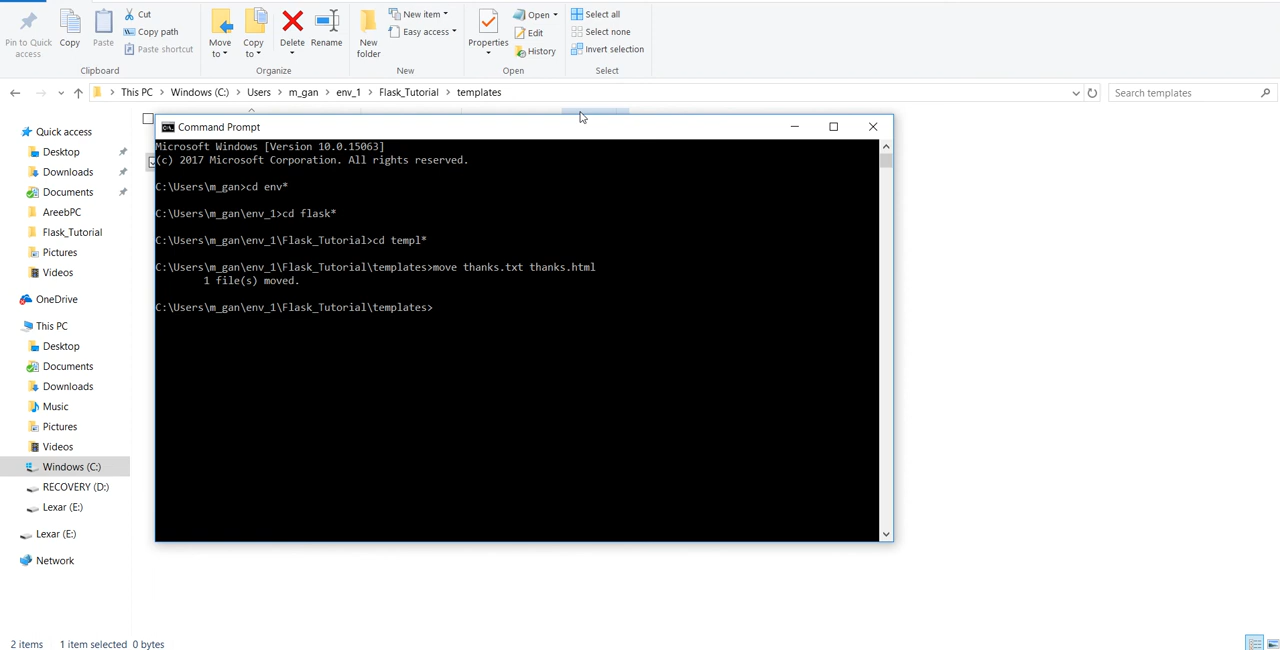 Pin to Quick access
Copy
Paste
Cut
Copy path
Paste shortcut
Clipboard
Move to
Copy to
Delete
Rename
Organize
New folder
New item
Easy access
New
Properties
Open
Edit
History
Open
Select all
Select none
Invert selection
Select
This PC > Windows (C:) > Users > m_gan > env_1 > Flask_Tutorial > templates
Search templates
Quick access
Desktop
Downloads
Documents
AreebPC
Flask_Tutorial
Pictures
Videos
OneDrive
This PC
Desktop
Documents
Downloads
Music
Pictures
Videos
Windows (C:)
RECOVERY (D:)
Lexar (E:)
Lexar (E:)
Network
Command Prompt
Microsoft Windows [Version 10.0.15063]
(c) 2017 Microsoft Corporation. All rights reserved.
C:\Users\m_gan>cd env*
C:\Users\m_gan\env_1>cd flask*
C:\Users\m_gan\env_1\Flask_Tutorial>cd templ*
C:\Users\m_gan\env_1\Flask_Tutorial\templates>move thanks.txt thanks.html
1 file(s) moved.
C:\Users\m_gan\env_1\Flask_Tutorial\templates>
2 items 1 item selected 0 bytes